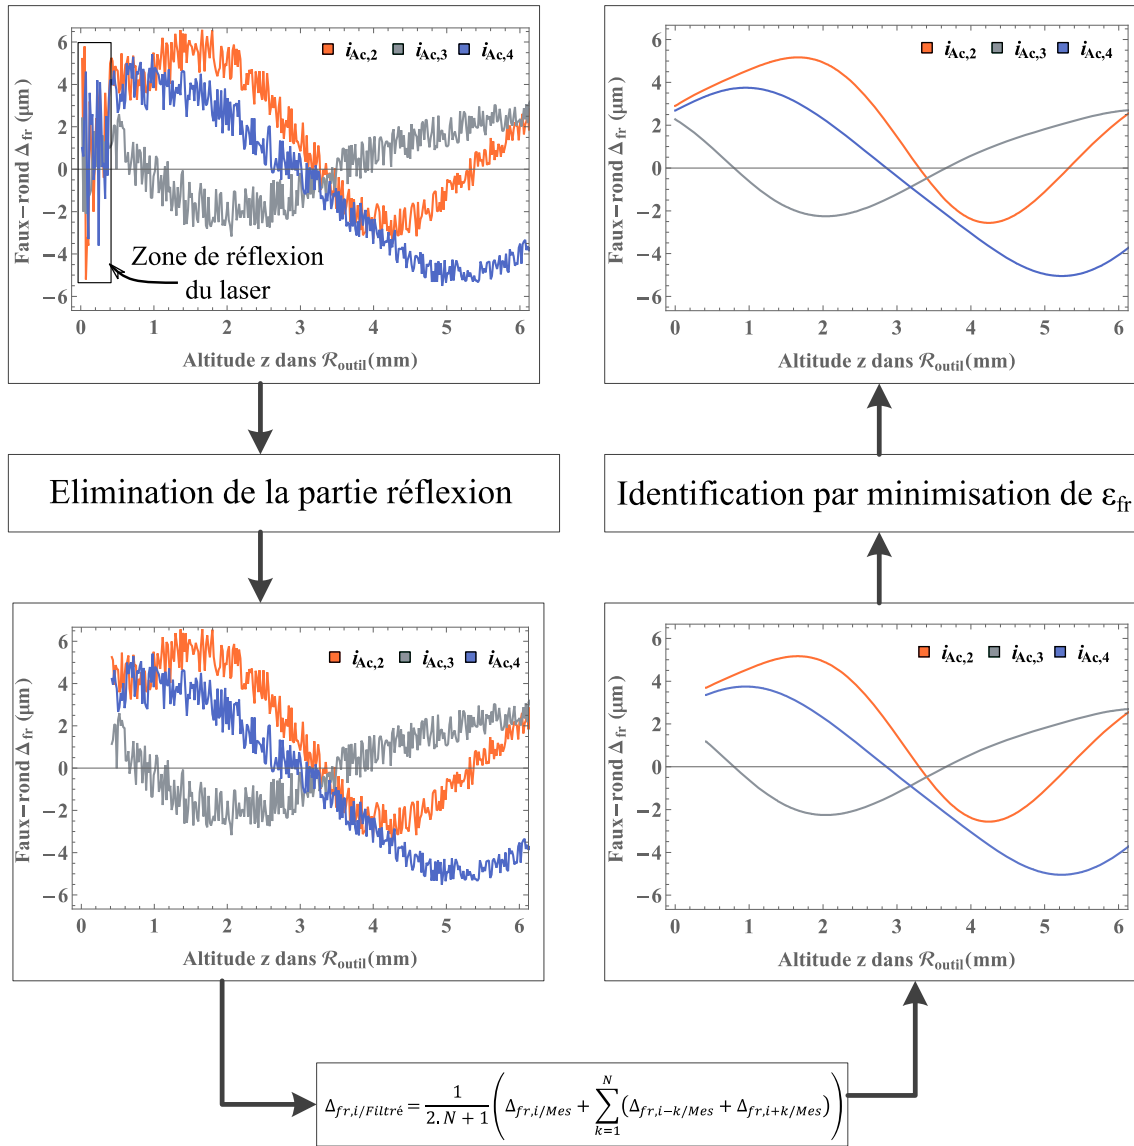 i_Ac,2 i_Ac,3 i_Ac,4
Faux−rond Δ_fr (μm)
6
4
2
0
−2
−4
−6
Zone de réflexion
du laser
0 1 2 3 4 5 6
Altitude z dans ℛ_outil(mm)
Elimination de la partie réflexion
i_Ac,2 i_Ac,3 i_Ac,4
Faux−rond Δ_fr (μm)
6
4
2
0
−2
−4
−6
0 1 2 3 4 5 6
Altitude z dans ℛ_outil(mm)
Δ_fr,i/Filtré = 1/(2.N+1) (Δ_fr,i/Mes + ∑_{k=1}^{N} (Δ_fr,i−k/Mes + Δ_fr,i+k/Mes))
i_Ac,2 i_Ac,3 i_Ac,4
Faux−rond Δ_fr (μm)
6
4
2
0
−2
−4
−6
0 1 2 3 4 5 6
Altitude z dans ℛ_outil(mm)
Identification par minimisation de ε_fr
i_Ac,2 i_Ac,3 i_Ac,4
Faux−rond Δ_fr (μm)
6
4
2
0
−2
−4
−6
0 1 2 3 4 5 6
Altitude z dans ℛ_outil(mm)